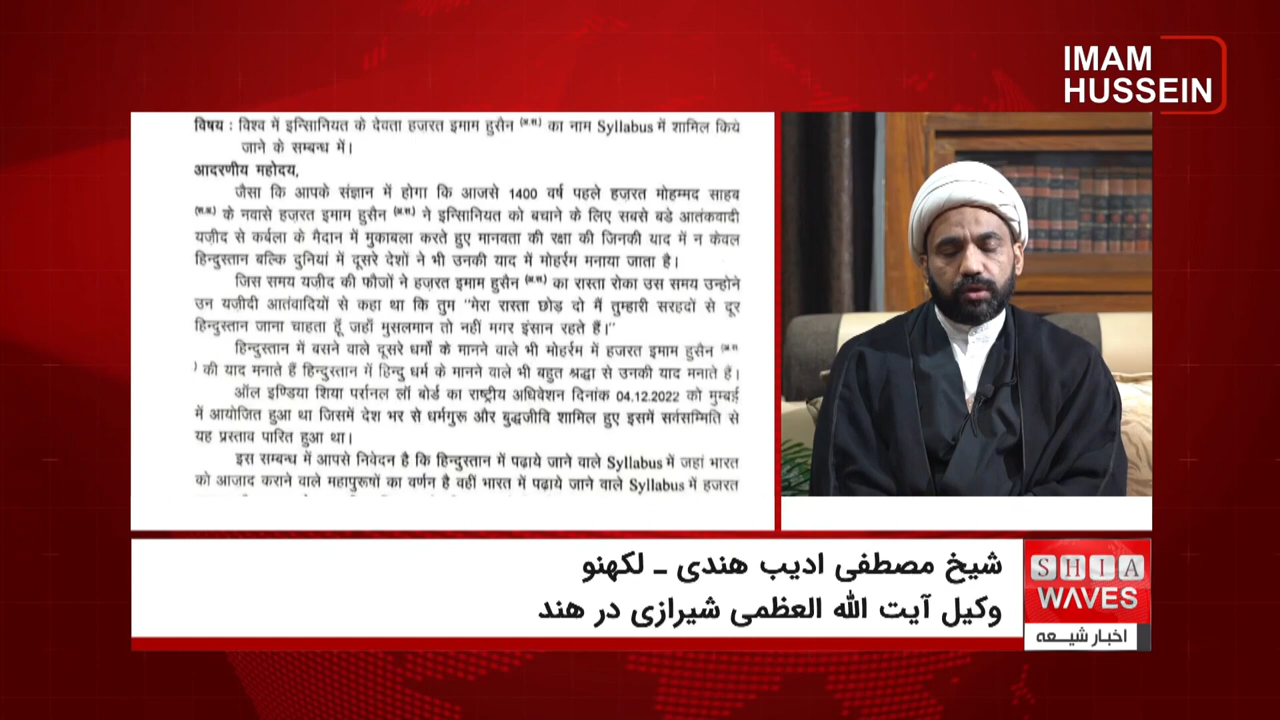 IMAM
HUSSEIN
विषय : विश्व में इन्सिानियत के देवता हज़रत इमाम हुसैन (अ.स.) का नाम Syllabus में शामिल किये
जाने के सम्बन्ध में।
आदरणीय महोदय,
जैसा कि आपके संज्ञान में होगा कि आजसे 1400 वर्ष पहले हज़रत मोहम्मद साहब
(स.अ.) के नवासे हज़रत इमाम हुसैन (अ.स.) ने इन्सिानियत को बचाने के लिए सबसे बडे आतंकवादी
यज़ीद से कर्बला के मैदान में मुक़ाबला करते हुए मानवता की रक्षा की जिनकी याद में न केवल
हिन्दुस्तान बल्कि दुनियां में दूसरे देशों ने भी उनकी याद में मोहर्रम मनाया जाता है।
जिस समय यज़ीद की फौजों ने हज़रत इमाम हुसैन (अ.स.) का रास्ता रोका उस समय उन्होने
उन यज़ीदी आतंवादियों से कहा था कि तुम "मेरा रास्ता छोड़ दो मैं तुम्हारी सरहदों से दूर
हिन्दुस्तान जाना चाहता हूँ जहाँ मुसलमान तो नहीं मगर इंसान रहते हैं।"
हिन्दुस्तान में बसने वाले दूसरे धर्मों के मानने वाले भी मोहर्रम में हजरत इमाम हुसैन (अ.स.
) की याद मनाते हैं हिन्दुस्तान में हिन्दु धर्म के मानने वाले भी बहुत श्रद्धा से उनकी याद मनाते हैं।
ऑल इण्डिया शिया पर्रानल लॉ बोर्ड का राष्ट्रीय अधिवेशन दिनांक 04.12.2022 को मुम्बई
में आयोजित हुआ था जिसमें देश भर से धर्मगुरू और बुद्धजीवि शामिल हुए इसमें सर्वसम्मिति से
यह प्रस्ताव पारित हुआ था।
इस सम्बन्ध में आपसे निवेदन है कि हिन्दुस्तान में पढ़ाये जाने वाले Syllabus में जहां भारत
को आज़ाद कराने वाले महापुरूषों का वर्णन है वहीं भारत में पढ़ाये जाने वाले Syllabus में हजरत
شیخ مصطفی ادیب هندی ـ لکهنو
وکیل آیت الله العظمی شیرازی در هند
SHIA
WAVES
اخبار شیـعه